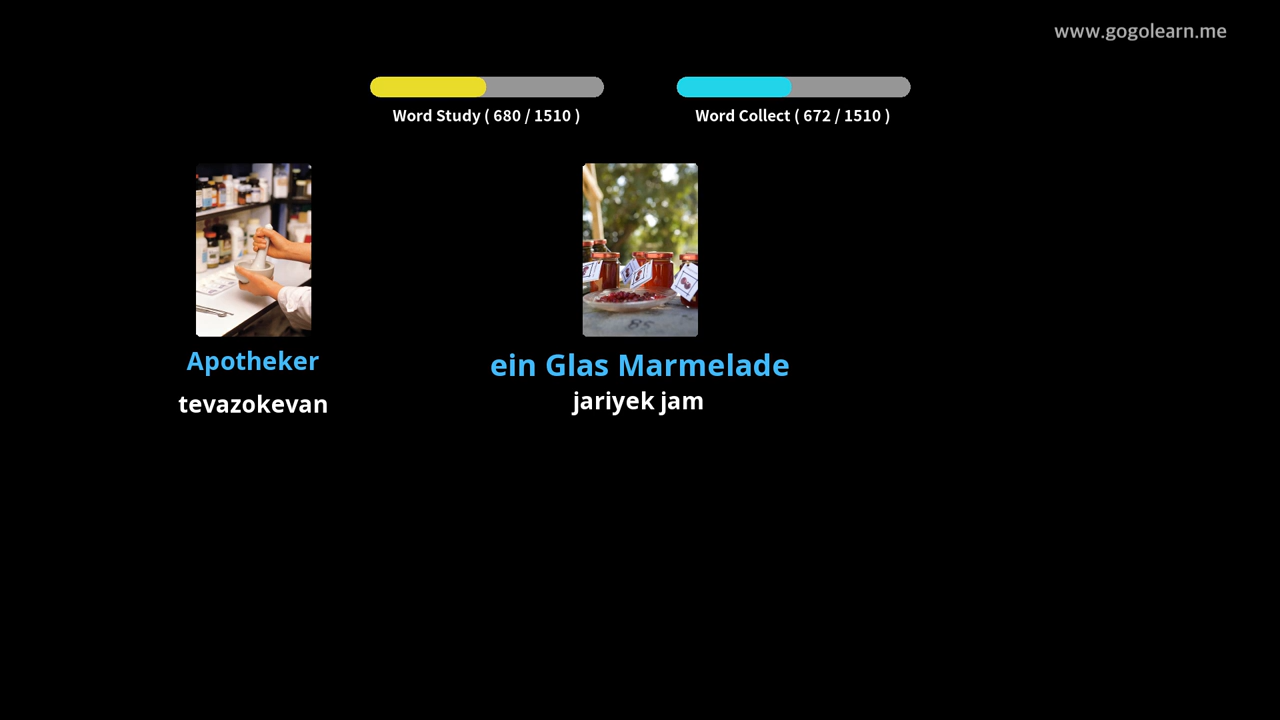 www.gogolearn.me
Word Study ( 680 / 1510 )
Word Collect ( 672 / 1510 )
Apotheker
tevazokevan
ein Glas Marmelade
jariyek jam